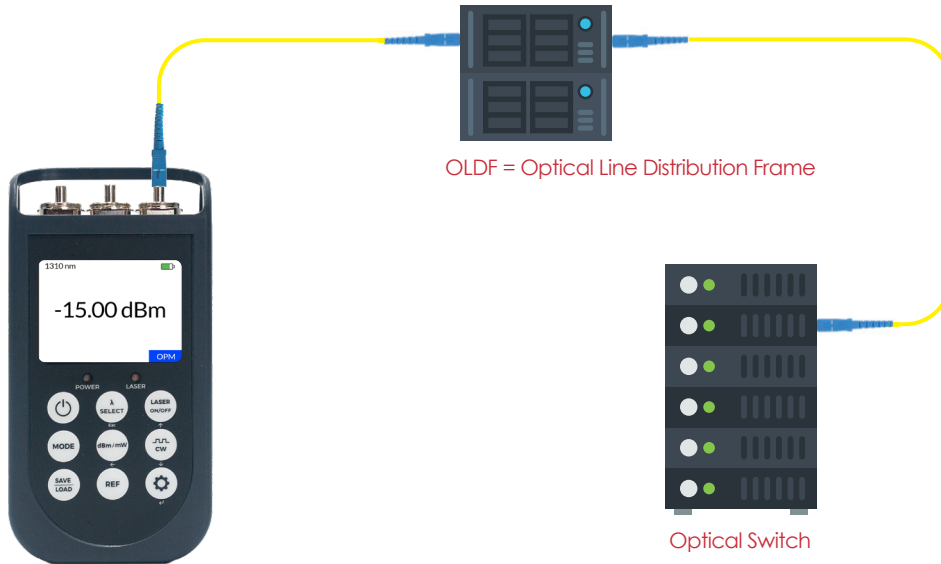 OLDF = Optical Line Distribution Frame
1310 nm
-15.00 dBm
OPM
POWER LASER
λ
SELECT
LASER
ON/OFF
Esc
MODE
dBm/mW
CW
SAVE
LOAD
REF
Optical Switch